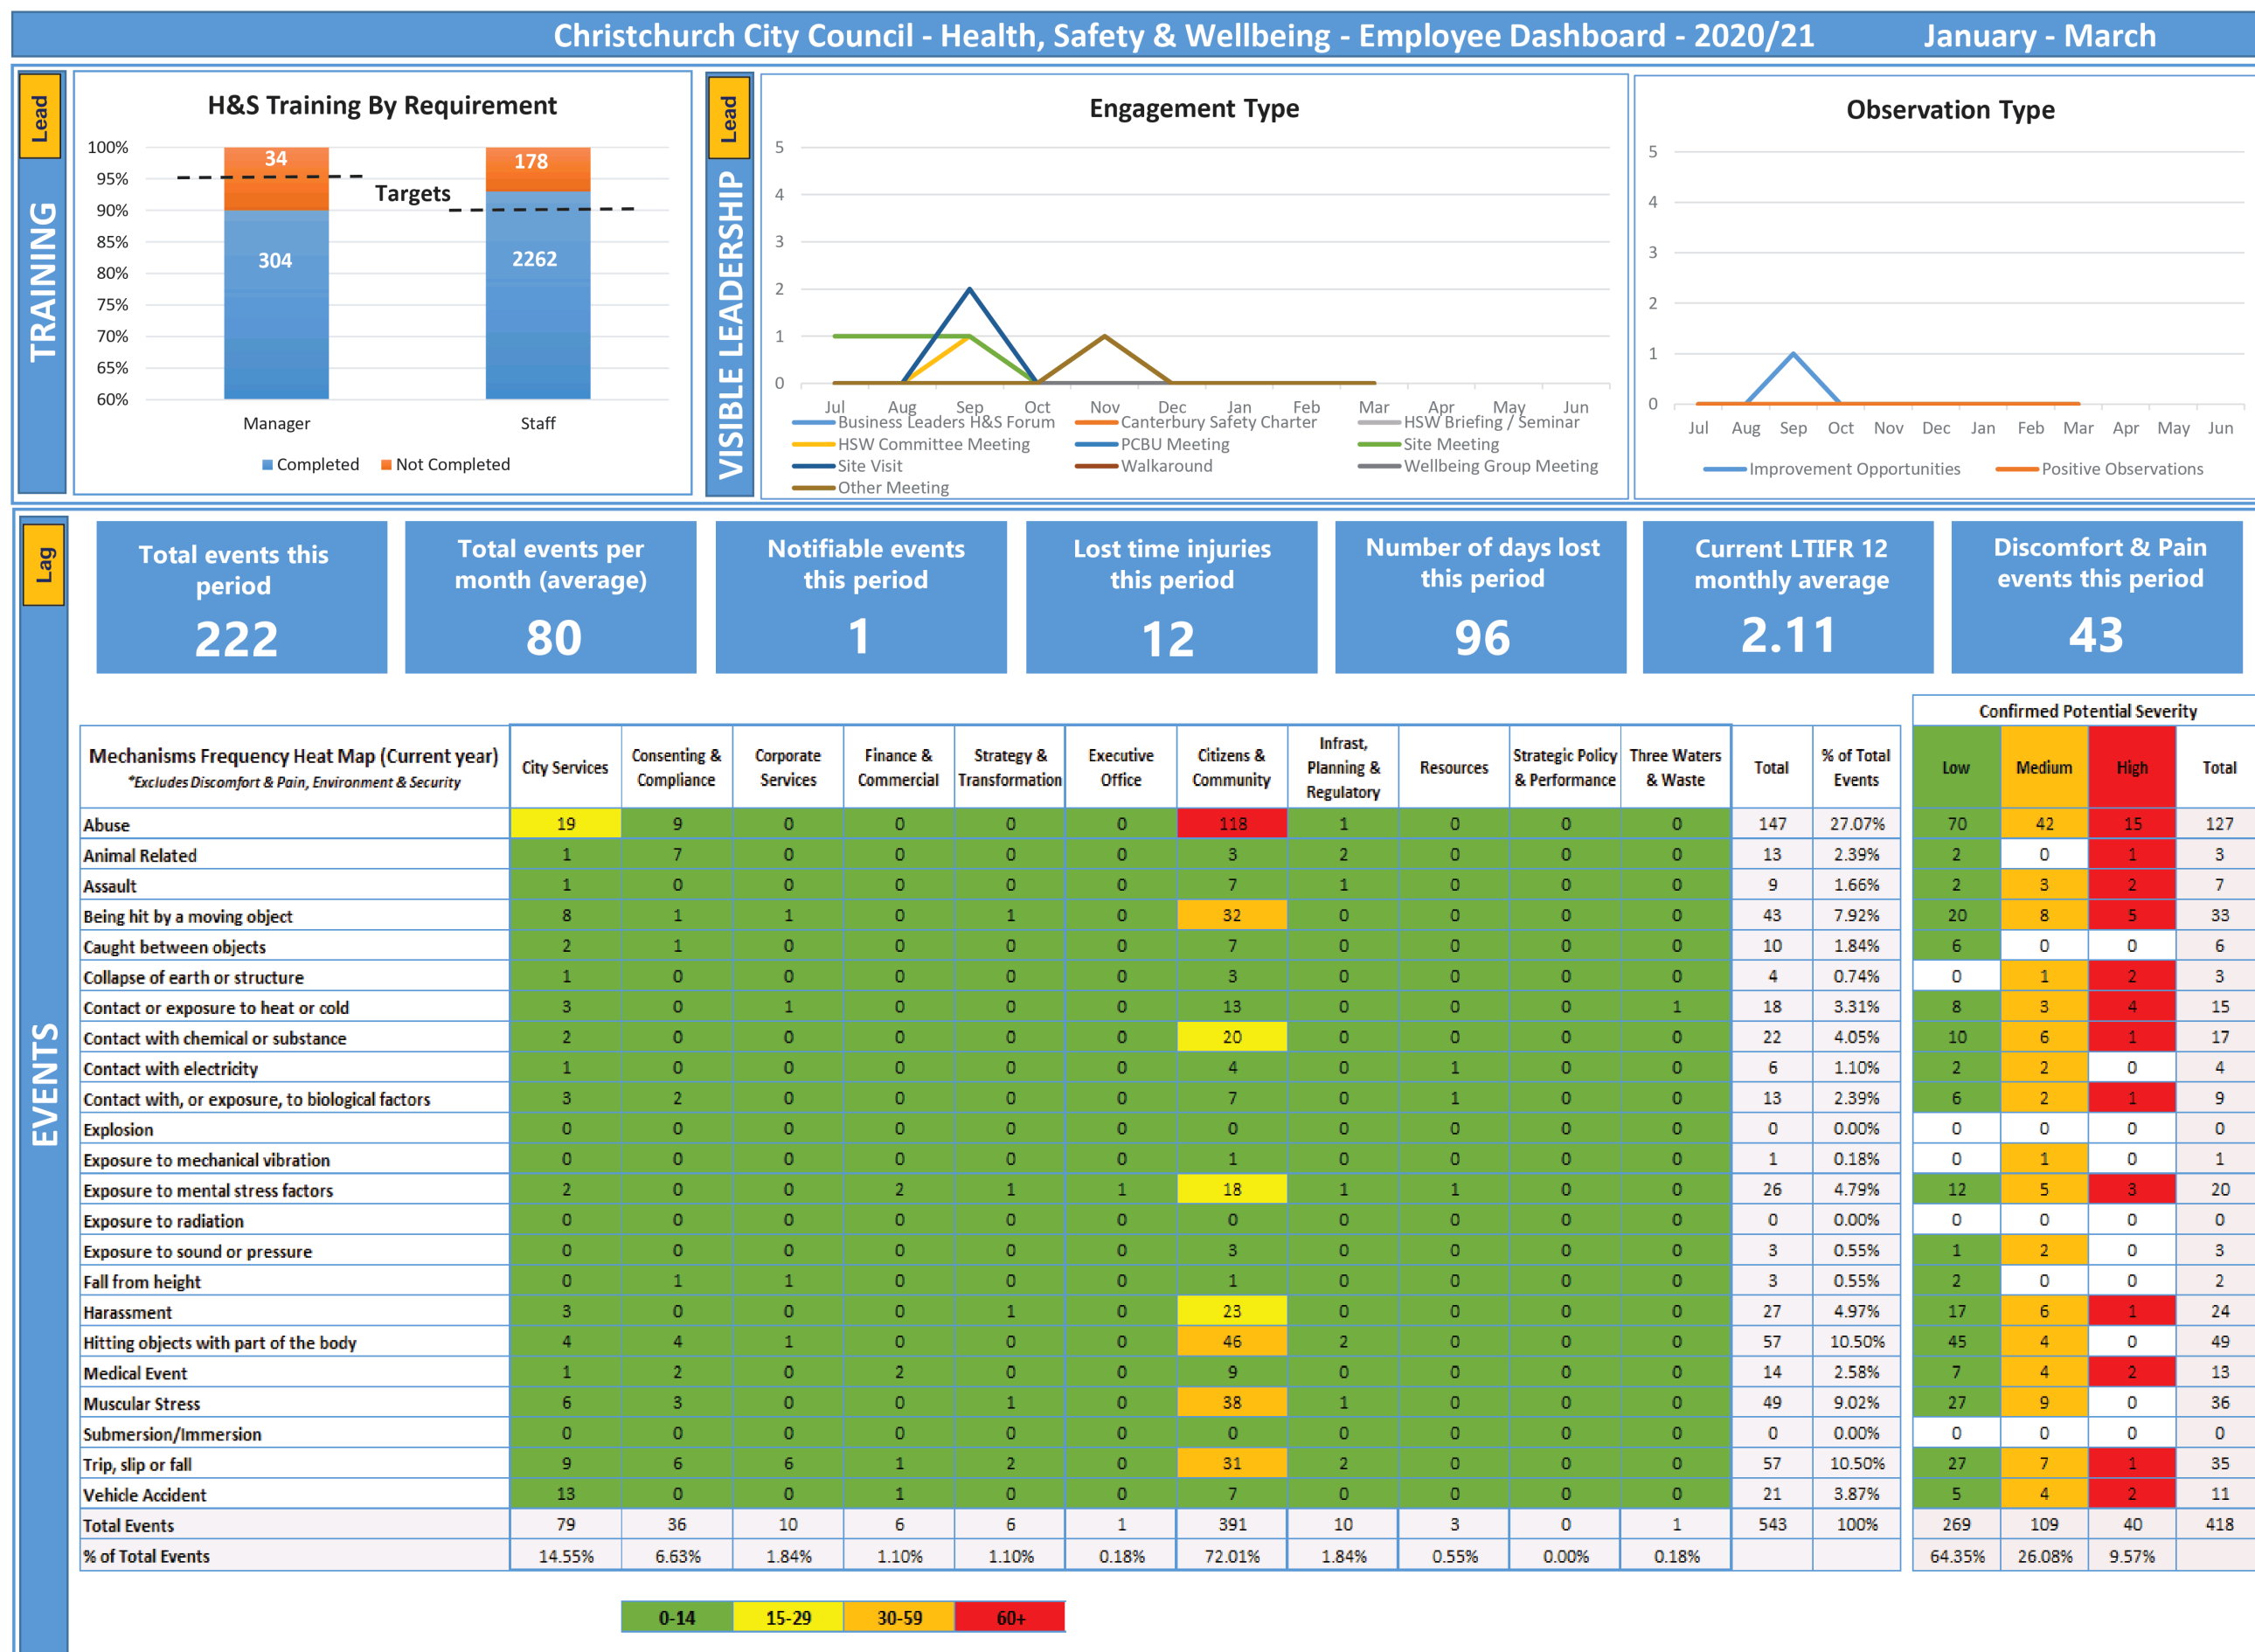 Christchurch City Council - Health, Safety & Wellbeing - Employee Dashboard - 2020/21 January - March
Lead
TRAINING
H&S Training By Requirement
100%
95%
90%
85%
80%
75%
70%
65%
60%
34
178
Targets
304
2262
Manager Staff
Completed Not Completed
Lead
VISIBLE LEADERSHIP
Engagement Type
5
4
3
2
1
0
Jul Aug Sep Oct Nov Dec Jan Feb Mar Apr May Jun
Business Leaders H&S Forum Canterbury Safety Charter HSW Briefing / Seminar
HSW Committee Meeting PCBU Meeting Site Meeting
Site Visit Walkaround Wellbeing Group Meeting
Other Meeting
Observation Type
5
4
3
2
1
0
Jul Aug Sep Oct Nov Dec Jan Feb Mar Apr May Jun
Improvement Opportunities Positive Observations
Lag
EVENTS
Total events this
period
222
Total events per
month (average)
80
Notifiable events
this period
1
Lost time injuries
this period
12
Number of days lost
this period
96
Current LTIFR 12
monthly average
2.11
Discomfort & Pain
events this period
43
Confirmed Potential Severity
Mechanisms Frequency Heat Map (Current year)
*Excludes Discomfort & Pain, Environment & Security
City Services
Consenting &
Compliance
Corporate
Services
Finance &
Commercial
Strategy &
Transformation
Executive
Office
Citizens &
Community
Infrast,
Planning &
Regulatory
Resources
Strategic Policy
& Performance
Three Waters
& Waste
Total
% of Total
Events
Low Medium High Total
Abuse 19 9 0 0 0 0 118 1 0 0 0 147 27.07% 70 42 15 127
Animal Related 1 7 0 0 0 0 3 2 0 0 0 13 2.39% 2 0 1 3
Assault 1 0 0 0 0 0 7 1 0 0 0 9 1.66% 2 3 2 7
Being hit by a moving object 8 1 1 0 1 0 32 0 0 0 0 43 7.92% 20 8 5 33
Caught between objects 2 1 0 0 0 0 7 0 0 0 0 10 1.84% 6 0 0 6
Collapse of earth or structure 1 0 0 0 0 0 3 0 0 0 0 4 0.74% 0 1 2 3
Contact or exposure to heat or cold 3 0 1 0 0 0 13 0 0 0 1 18 3.31% 8 3 4 15
Contact with chemical or substance 2 0 0 0 0 0 20 0 0 0 0 22 4.05% 10 6 1 17
Contact with electricity 1 0 0 0 0 0 4 0 1 0 0 6 1.10% 2 2 0 4
Contact with, or exposure, to biological factors 3 2 0 0 0 0 7 0 1 0 0 13 2.39% 6 2 1 9
Explosion 0 0 0 0 0 0 0 0 0 0 0 0 0.00% 0 0 0 0
Exposure to mechanical vibration 0 0 0 0 0 0 1 0 0 0 0 1 0.18% 0 1 0 1
Exposure to mental stress factors 2 0 0 2 1 1 18 1 1 0 0 26 4.79% 12 5 3 20
Exposure to radiation 0 0 0 0 0 0 0 0 0 0 0 0 0.00% 0 0 0 0
Exposure to sound or pressure 0 0 0 0 0 0 3 0 0 0 0 3 0.55% 1 2 0 3
Fall from height 0 1 1 0 0 0 1 0 0 0 0 3 0.55% 2 0 0 2
Harassment 3 0 0 0 1 0 23 0 0 0 0 27 4.97% 17 6 1 24
Hitting objects with part of the body 4 4 1 0 0 0 46 2 0 0 0 57 10.50% 45 4 0 49
Medical Event 1 2 0 2 0 0 9 0 0 0 0 14 2.58% 7 4 2 13
Muscular Stress 6 3 0 0 1 0 38 1 0 0 0 49 9.02% 27 9 0 36
Submersion/Immersion 0 0 0 0 0 0 0 0 0 0 0 0 0.00% 0 0 0 0
Trip, slip or fall 9 6 6 1 2 0 31 2 0 0 0 57 10.50% 27 7 1 35
Vehicle Accident 13 0 0 1 0 0 7 0 0 0 0 21 3.87% 5 4 2 11
Total Events 79 36 10 6 6 1 391 10 3 0 1 543 100% 269 109 40 418
% of Total Events 14.55% 6.63% 1.84% 1.10% 1.10% 0.18% 72.01% 1.84% 0.55% 0.00% 0.18% 64.35% 26.08% 9.57%
0-14 15-29 30-59 60+